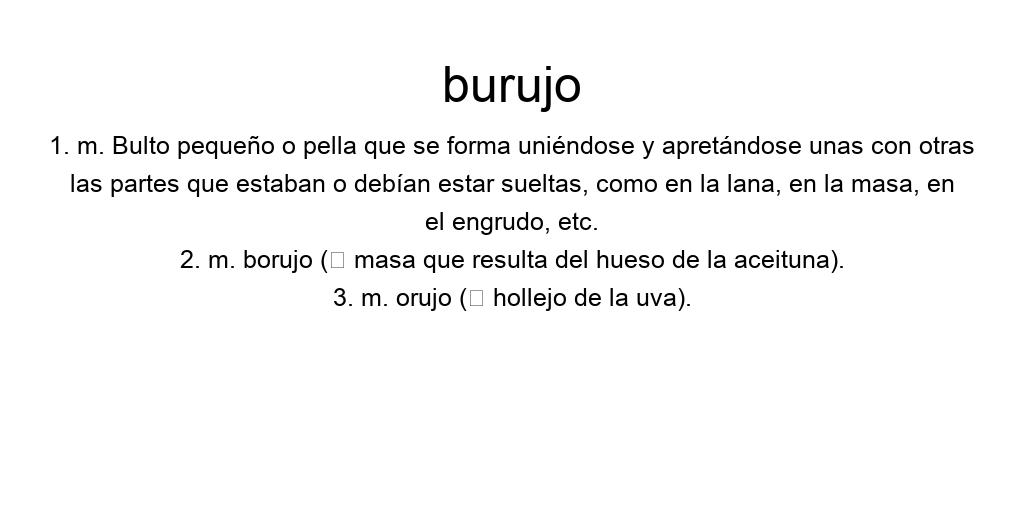 burujo
1. m. Bulto pequeño o pella que se forma uniéndose y apretándose unas con otras
las partes que estaban o debían estar sueltas, como en la lana, en la masa, en
el engrudo, etc.
2. m. borujo (□ masa que resulta del hueso de la aceituna).
3. m. orujo (□ hollejo de la uva).